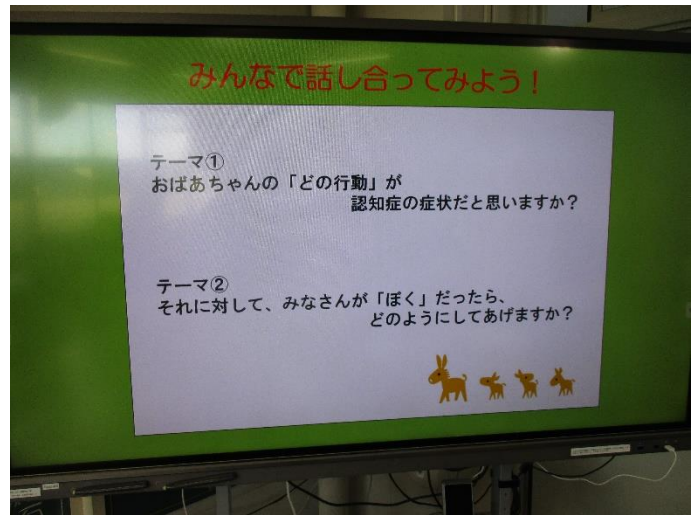 みんなで話し合ってみよう！
テーマ①
おばあちゃんの「どの行動」が
認知症の症状だと思いますか？
テーマ②
それに対して、みなさんが「ぼく」だったら、
どのようにしてあげますか？